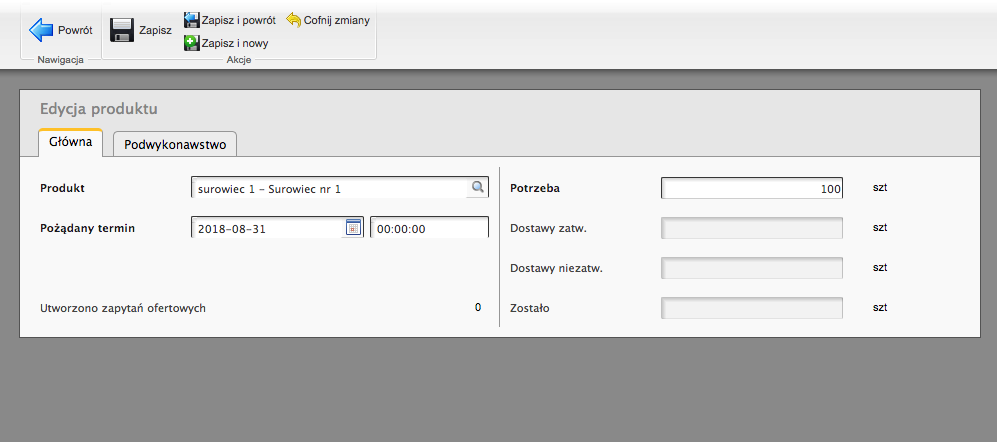 Powrót
Nawigacja
Zapisz
Zapisz i powrót
Cofnij zmiany
Zapisz i nowy
Akcje
Edycja produktu
Główna
Podwykonawstwo
Produkt
surowiec 1 - Surowiec nr 1
Pożądany termin
2018-08-31
00:00:00
Utworzono zapytań ofertowych
0
Potrzeba
100
szt
Dostawy zatw.
szt
Dostawy niezatw.
szt
Zostało
szt